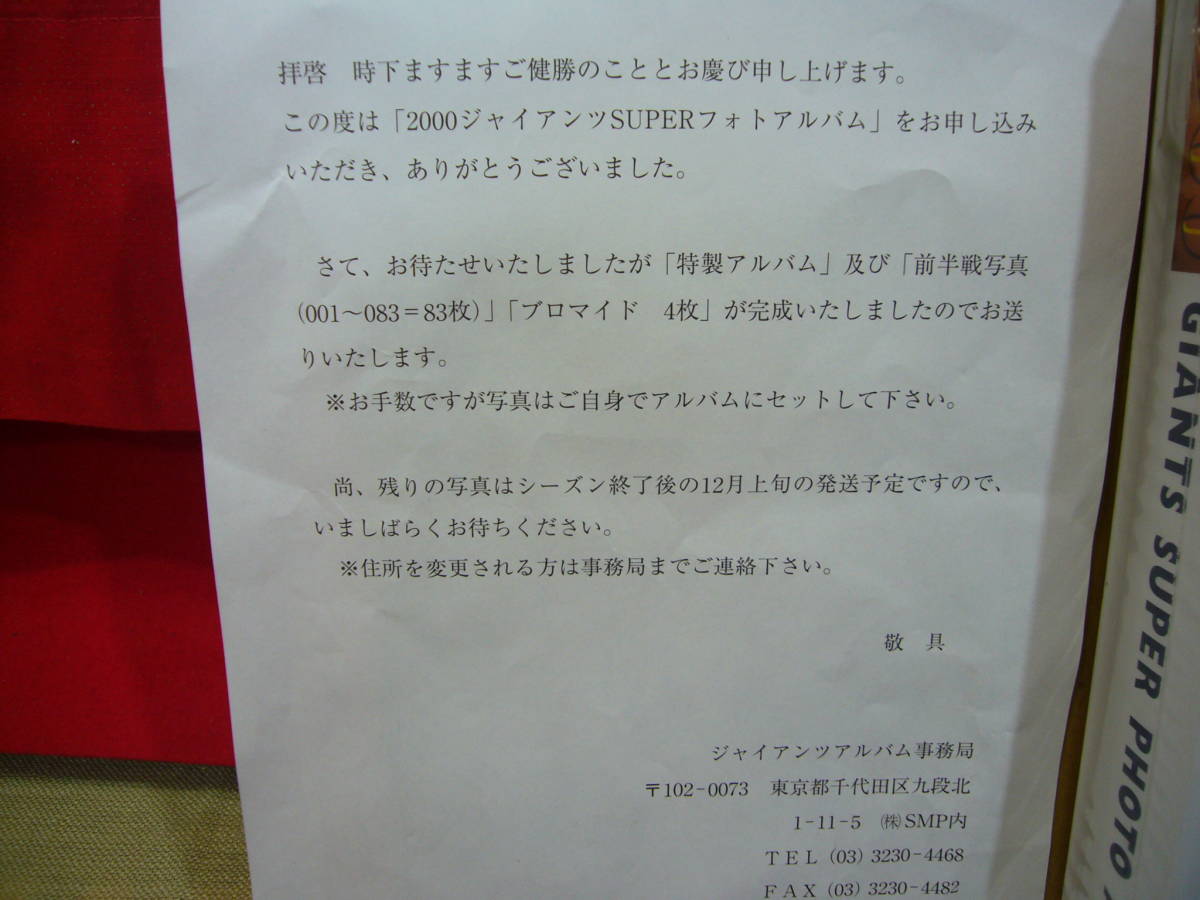 拝啓　時下ますますご健勝のこととお慶び申し上げます。
この度は「2000ジャイアンツSUPERフォトアルバム」をお申し込み
いただき、ありがとうございました。
さて、お待たせいたしましたが「特製アルバム」及び「前半戦写真
(001～083＝83枚)」「ブロマイド　4枚」が完成いたしましたのでお送
りいたします。
※お手数ですが写真はご自身でアルバムにセットして下さい。
尚、残りの写真はシーズン終了後の12月上旬の発送予定ですので、
いましばらくお待ちください。
※住所を変更される方は事務局までご連絡下さい。
敬　具
ジャイアンツアルバム事務局
〒102-0073　東京都千代田区九段北
1-11-5　㈱SMP内
TEL (03) 3230-4468
FAX (03) 3230-4482
GIANTS SUPER PHOTO